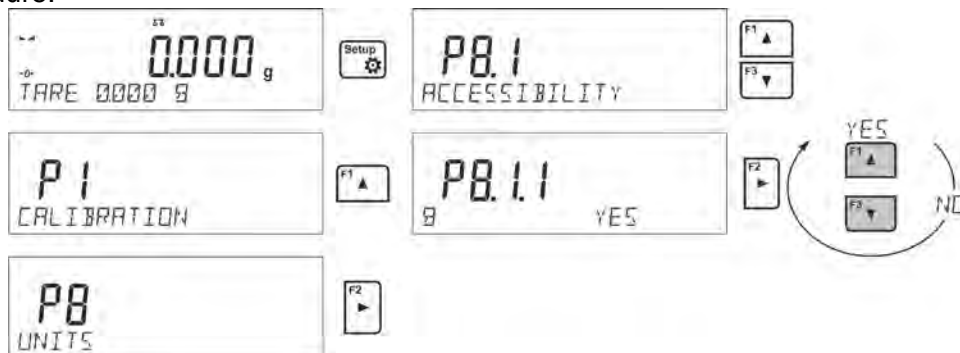 0.000 g
-0-
TARE 0.000 g
Setup
P1
CALIBRATION
F1
P8
UNITS
F2
P8.1
ACCESSIBILITY
F1
F3
P8.1.1
g YES
F2
YES
F1
F3
NO